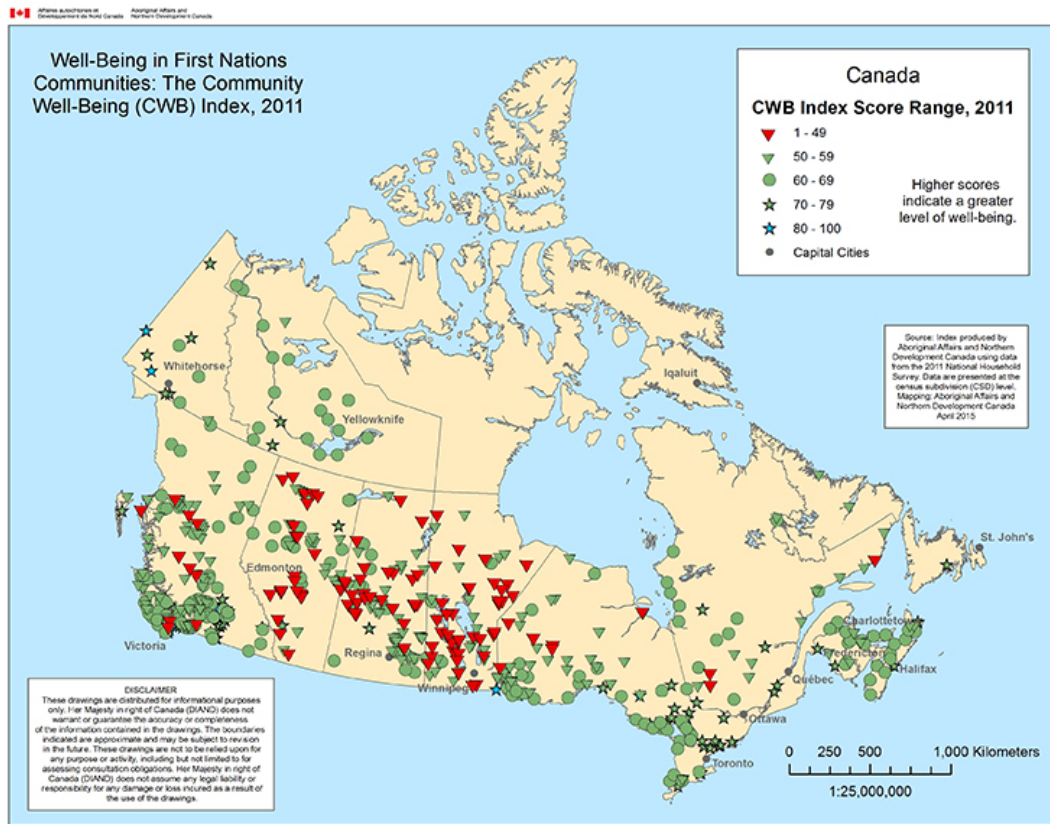 Affaires autochtones et Aboriginal Affairs and
Développement du Nord Canada Northern Development Canada
Well-Being in First Nations
Communities: The Community
Well-Being (CWB) Index, 2011
Canada
CWB Index Score Range, 2011
1 - 49
50 - 59
60 - 69
70 - 79
80 - 100
Capital Cities
Higher scores
indicate a greater
level of well-being.
Source: Index produced by
Aboriginal Affairs and Northern
Development Canada using data
from the 2011 National Household
Survey. Data are presented at the
census subdivision (CSD) level.
Mapping: Aboriginal Affairs and
Northern Development Canada
April 2015
Whitehorse
Iqaluit
Yellowknife
St. John's
Edmonton
Charlottetown
Victoria
Regina
Fredericton
Halifax
Winnipeg
Québec
Ottawa
Toronto
DISCLAIMER
These drawings are distributed for informational purposes
only. Her Majesty in right of Canada (DIAND) does not
warrant or guarantee the accuracy or completeness
of the information contained in the drawings. The boundaries
indicated are approximate and may be subject to revision
in the future. These drawings are not to be relied upon for
any purpose or activity, including but not limited to for
assessing consultation obligations. Her Majesty in right of
Canada (DIAND) does not assume any legal liability or
responsibility for any damage or loss incured as a result of
the use of the drawings.
0 250 500 1,000 Kilometers
1:25,000,000